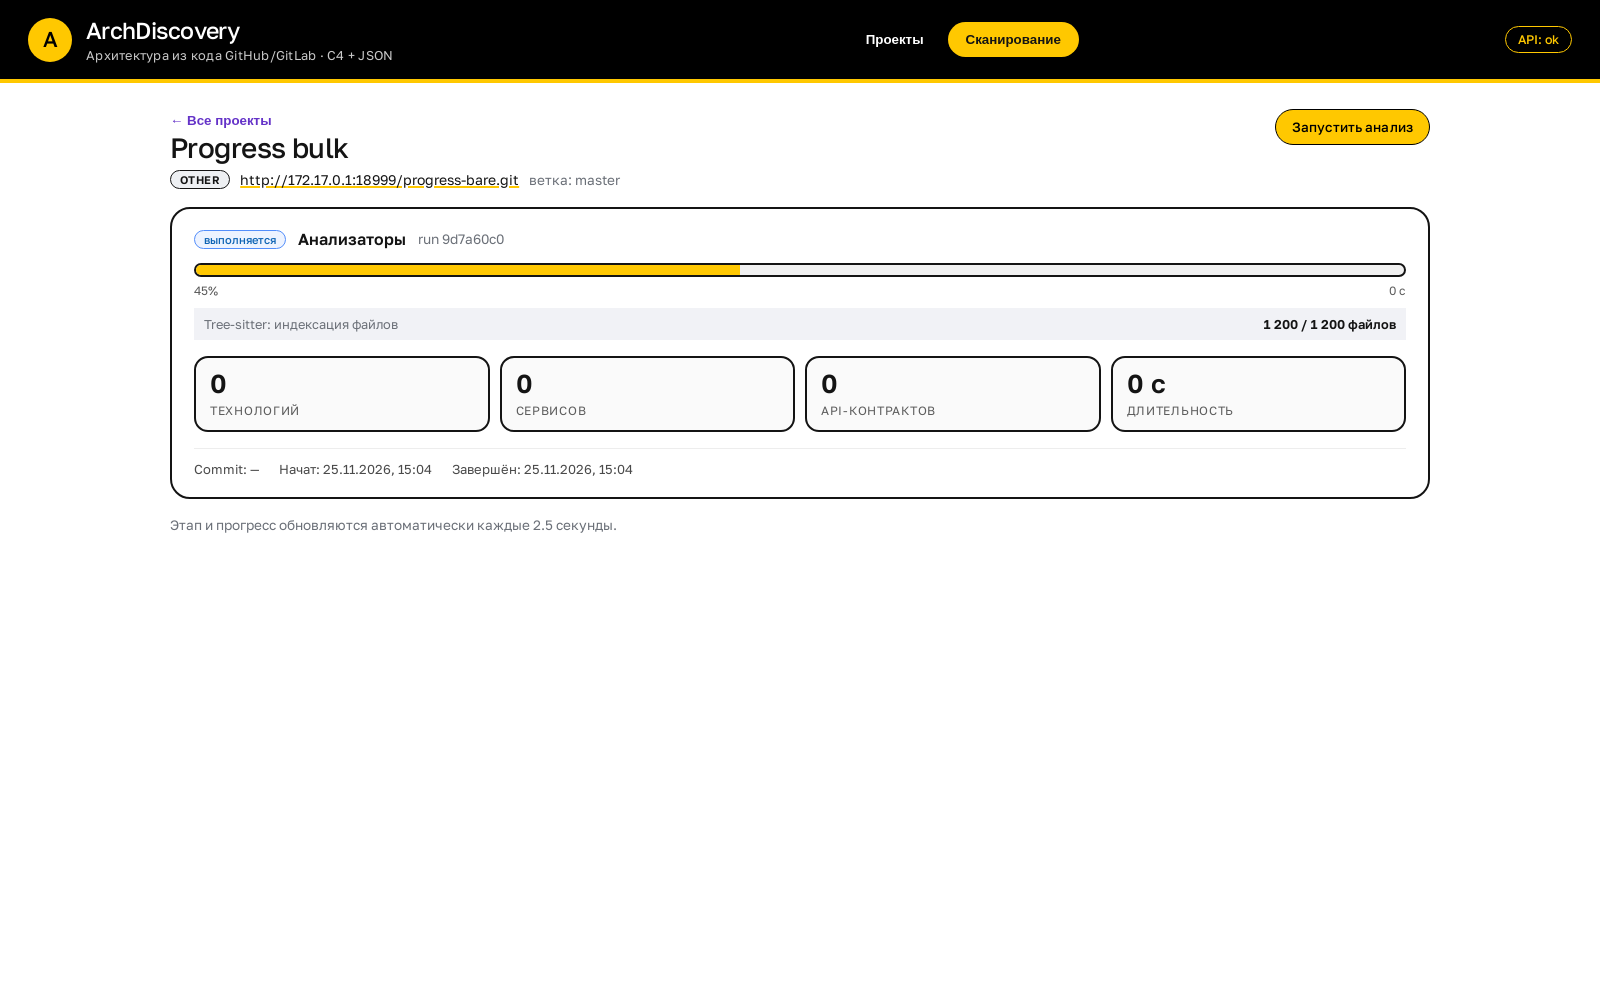 A
ArchDiscovery
Архитектура из кода GitHub/GitLab · C4 + JSON
Проекты
Сканирование
API: ok
← Все проекты
Запустить анализ
Progress bulk
OTHER http://172.17.0.1:18999/progress-bare.git ветка: master
выполняется Анализаторы run 9d7a60c0
45% 0 с
Tree-sitter: индексация файлов 1 200 / 1 200 файлов
0 0 0 0 с
ТЕХНОЛОГИЙ СЕРВИСОВ API-КОНТРАКТОВ ДЛИТЕЛЬНОСТЬ
Commit: — Начат: 25.11.2026, 15:04 Завершён: 25.11.2026, 15:04
Этап и прогресс обновляются автоматически каждые 2.5 секунды.